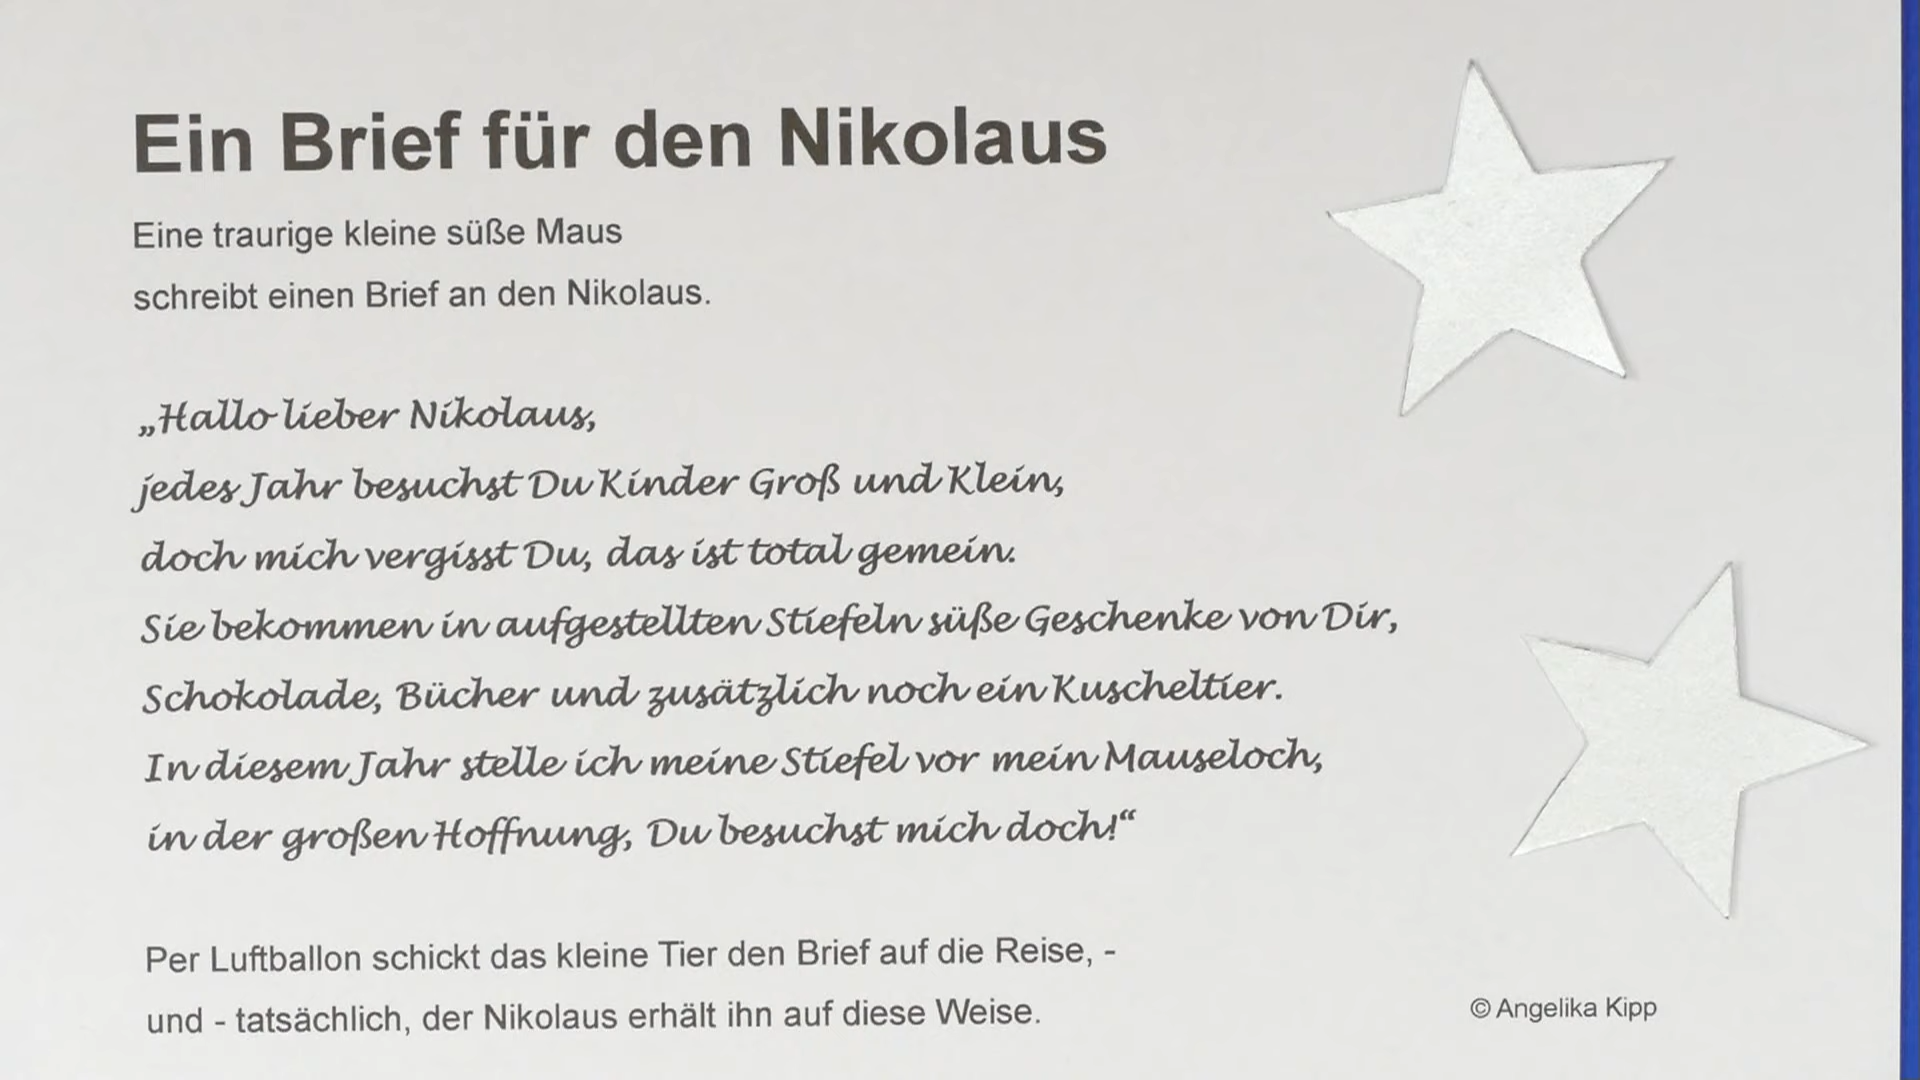 Ein Brief für den Nikolaus
Eine traurige kleine süße Maus
schreibt einen Brief an den Nikolaus.
„Hallo lieber Nikolaus,
jedes Jahr besuchst Du Kinder Groß und Klein,
doch mich vergisst Du, das ist total gemein.
Sie bekommen in aufgestellten Stiefeln süße Geschenke von Dir,
Schokolade, Bücher und zusätzlich noch ein Kuscheltier.
In diesem Jahr stelle ich meine Stiefel vor mein Mauseloch,
in der großen Hoffnung, Du besuchst mich doch!“
Per Luftballon schickt das kleine Tier den Brief auf die Reise, -
und - tatsächlich, der Nikolaus erhält ihn auf diese Weise.
© Angelika Kipp